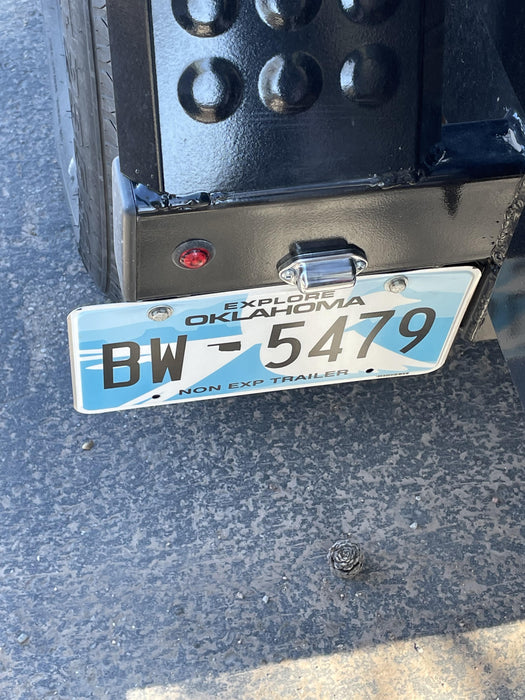 EXPLORE
OKLAHOMA
BW-5479
NON EXP TRAILER